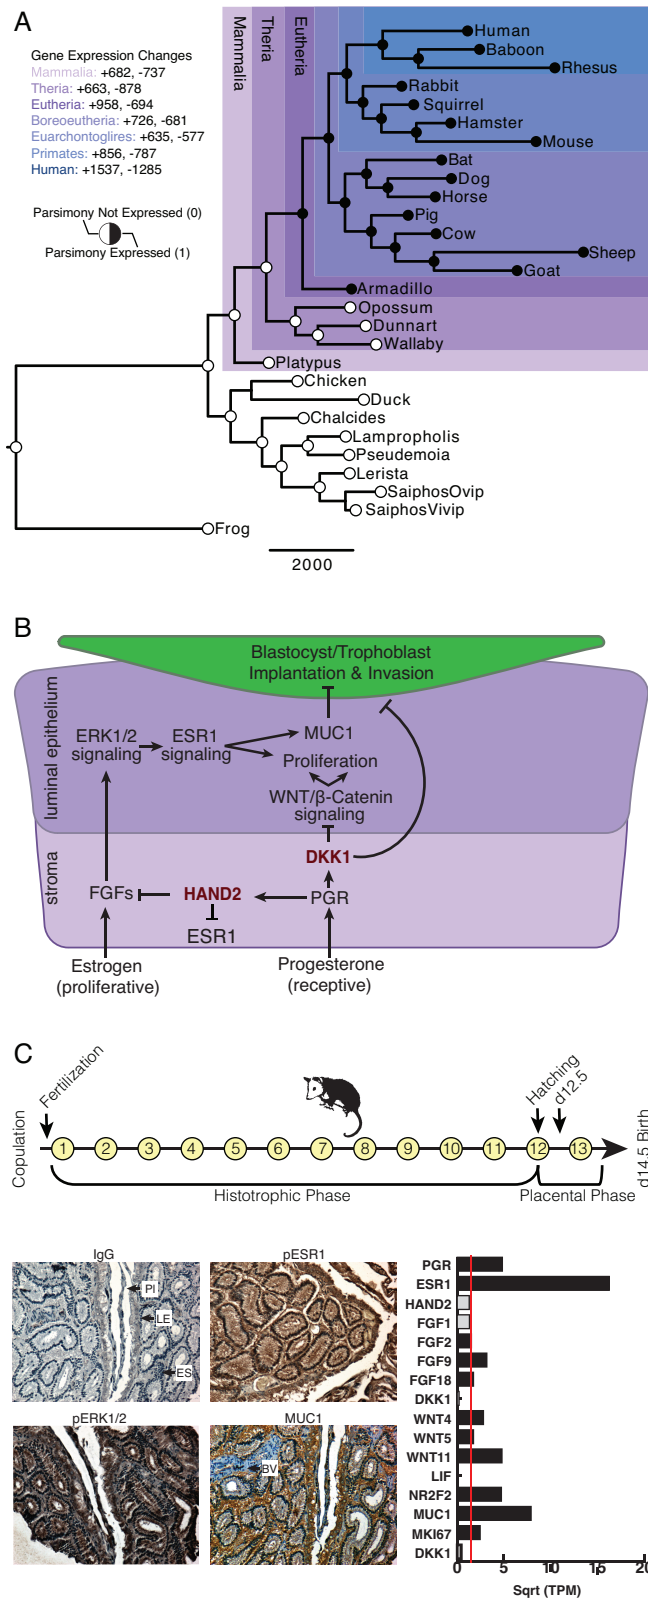 A
Gene Expression Changes
Mammalia: +682, -737
Theria: +663, -878
Eutheria: +958, -694
Boreoeutheria: +726, -681
Euarchontoglires: +635, -577
Primates: +856, -787
Human: +1537, -1285
Parsimony Not Expressed (0)
Parsimony Expressed (1)
Mammalia
Theria
Eutheria
Human
Baboon
Rhesus
Rabbit
Squirrel
Hamster
Mouse
Bat
Dog
Horse
Pig
Cow
Sheep
Goat
Armadillo
Opossum
Dunnart
Wallaby
Platypus
Chicken
Duck
Chalcides
Lampropholis
Pseudemoia
Lerista
SaiphosOvip
SaiphosVivip
Frog
2000
B
Blastocyst/Trophoblast
Implantation & Invasion
luminal epithelium
ERK1/2
signaling
ESR1
signaling
MUC1
Proliferation
WNT/β-Catenin
signaling
stroma
DKK1
FGFs
HAND2
PGR
ESR1
Estrogen
(proliferative)
Progesterone
(receptive)
C
Copulation
Fertilization
Hatching
d12.5
d14.5 Birth
1 2 3 4 5 6 7 8 9 10 11 12 13
Histotrophic Phase
Placental Phase
IgG
PI
LE
ES
pESR1
pERK1/2
MUC1
BV
PGR
ESR1
HAND2
FGF1
FGF2
FGF9
FGF18
DKK1
WNT4
WNT5
WNT11
LIF
NR2F2
MUC1
MKI67
DKK1
0 5 10 15 20
Sqrt (TPM)